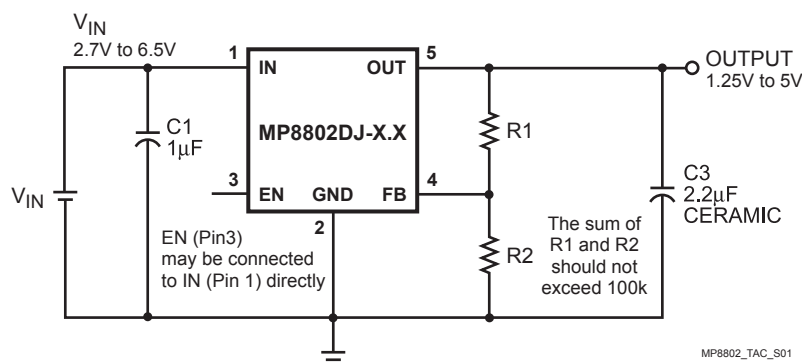 VIN
2.7V to 6.5V
1
IN
OUT
5
OUTPUT
1.25V to 5V
C1
1μF
MP8802DJ-X.X
R1
VIN
3
EN
GND
FB
4
2
C3
2.2μF
CERAMIC
EN (Pin3)
may be connected
to IN (Pin 1) directly
R2
The sum of
R1 and R2
should not
exceed 100k
MP8802_TAC_S01